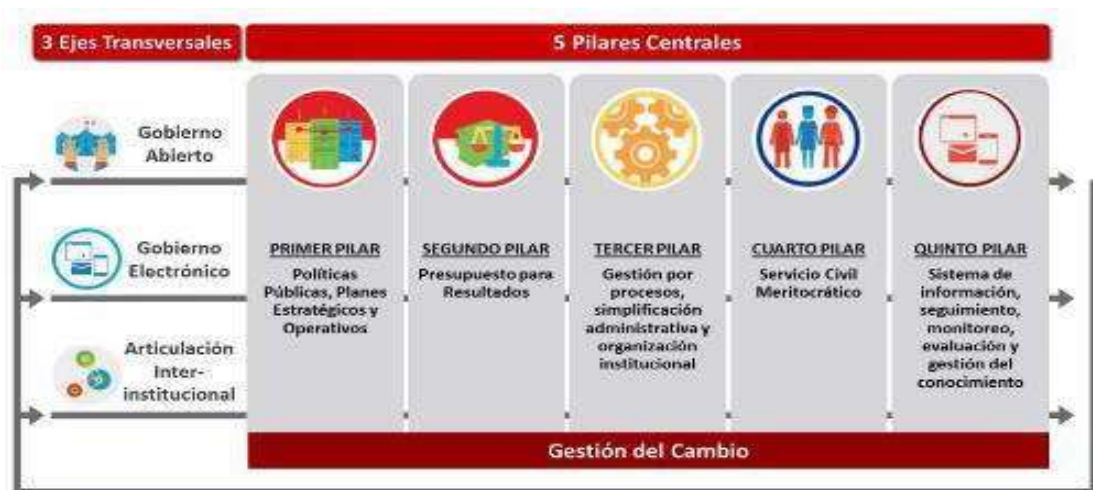 3 Ejes Transversales
5 Pilares Centrales
Gobierno
Abierto
Gobierno
Electrónico
Articulación
Inter-
institucional
PRIMER PILAR
Políticas
Públicas, Planes
Estratégicos y
Operativos
SEGUNDO PILAR
Presupuesto para
Resultados
TERCER PILAR
Gestión por
procesos,
simplificación
administrativa y
organización
institucional
CUARTO PILAR
Servicio Civil
Meritocrático
QUINTO PILAR
Sistema de
información,
seguimiento,
monitoreo,
evaluación y
gestión del
conocimiento
Gestión del Cambio